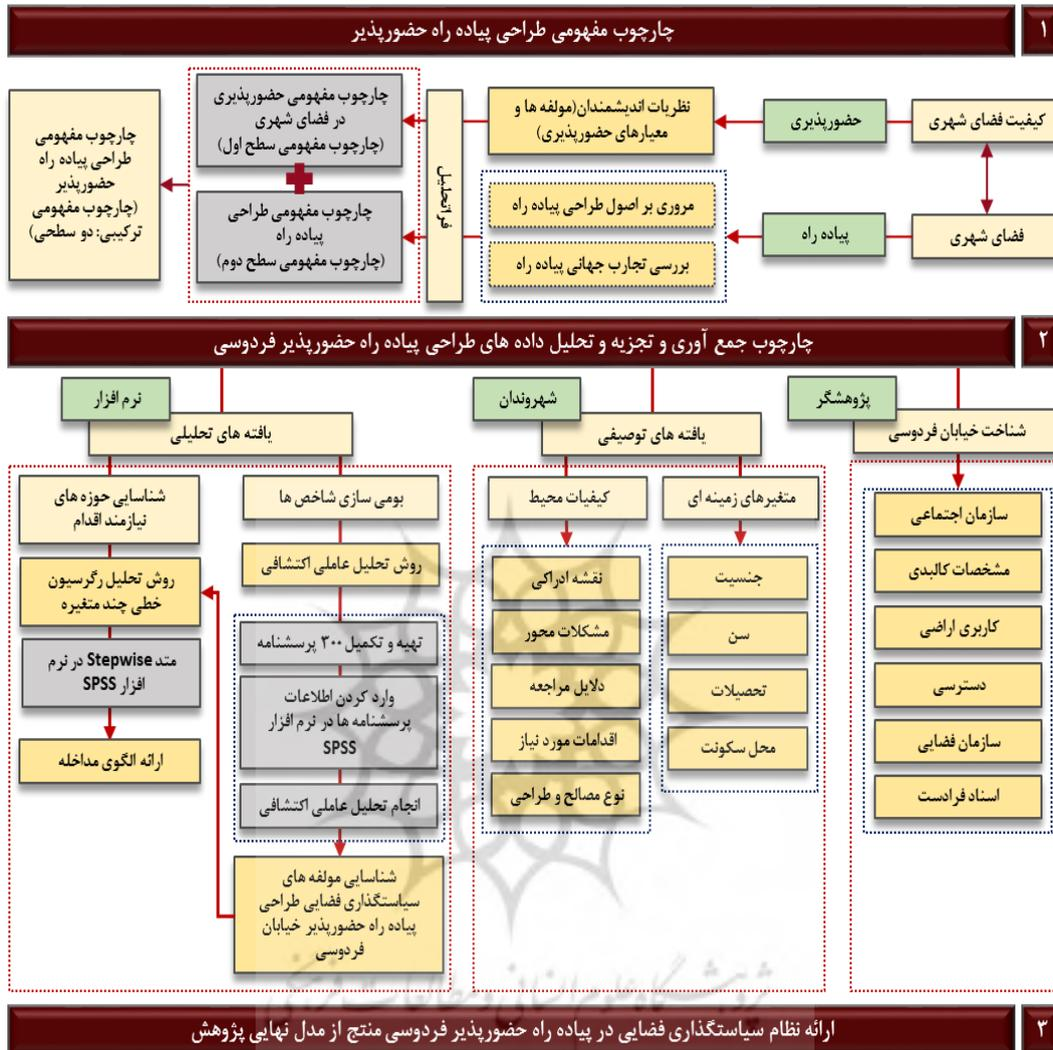 ۱
چارچوب مفهومی طراحی پیاده راه حضورپذیر
کیفیت فضای شهری
حضورپذیری
نظریات اندیشمندان(مولفه ها و
معیارهای حضورپذیری)
فضای شهری
پیاده راه
مروری بر اصول طراحی پیاده راه
بررسی تجارب جهانی پیاده راه
فراتحلیل
چارچوب مفهومی حضورپذیری
در فضای شهری
(چارچوب مفهومی سطح اول)
چارچوب مفهومی طراحی
پیاده راه
(چارچوب مفهومی سطح دوم)
چارچوب مفهومی
طراحی پیاده راه
حضورپذیر
(چارچوب مفهومی
ترکیبی: دو سطحی)
۲
چارچوب جمع آوری و تجزیه و تحلیل داده های طراحی پیاده راه حضورپذیر فردوسی
پژوهشگر
شناخت خیابان فردوسی
سازمان اجتماعی
مشخصات کالبدی
کاربری اراضی
دسترسی
سازمان فضایی
اسناد فرادست
شهروندان
یافته های توصیفی
متغیرهای زمینه ای
جنسیت
سن
تحصیلات
محل سکونت
کیفیات محیط
نقشه ادراکی
مشکلات محور
دلایل مراجعه
اقدامات مورد نیاز
نوع مصالح و طراحی
نرم افزار
یافته های تحلیلی
بومی سازی شاخص ها
روش تحلیل عاملی اکتشافی
تهیه و تکمیل ۳۰۰ پرسشنامه
وارد کردن اطلاعات
پرسشنامه ها در نرم افزار
SPSS
انجام تحلیل عاملی اکتشافی
شناسایی مولفه های
سیاستگذاری فضایی طراحی
پیاده راه حضورپذیر خیابان
فردوسی
شناسایی حوزه های
نیازمند اقدام
روش تحلیل رگرسیون
خطی چند متغیره
متد Stepwise در نرم
افزار SPSS
ارائه الگوی مداخله
پژوهشگاه علوم انسانی و مطالعات فرهنگی
۳
ارائه نظام سیاستگذاری فضایی در پیاده راه حضورپذیر فردوسی منتج از مدل نهایی پژوهش